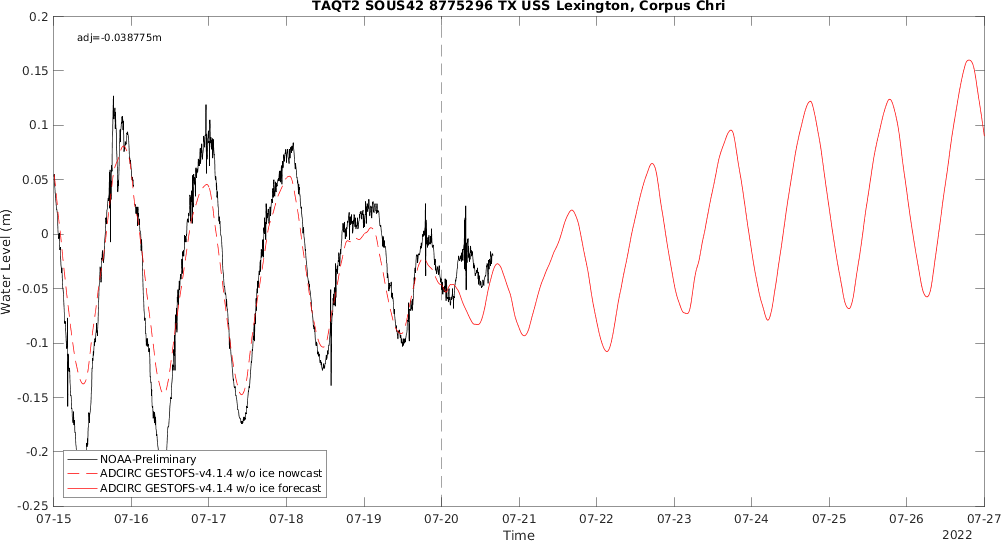 TAQT2 SOUS42 8775296 TX USS Lexington, Corpus Chri
adj=-0.038775m
0.2
0.15
0.1
0.05
0
-0.05
-0.1
-0.15
-0.2
-0.25
Water Level (m)
NOAA-Preliminary
ADCIRC GESTOFS-v4.1.4 w/o ice nowcast
ADCIRC GESTOFS-v4.1.4 w/o ice forecast
07-15 07-16 07-17 07-18 07-19 07-20 07-21 07-22 07-23 07-24 07-25 07-26 07-27
Time
2022